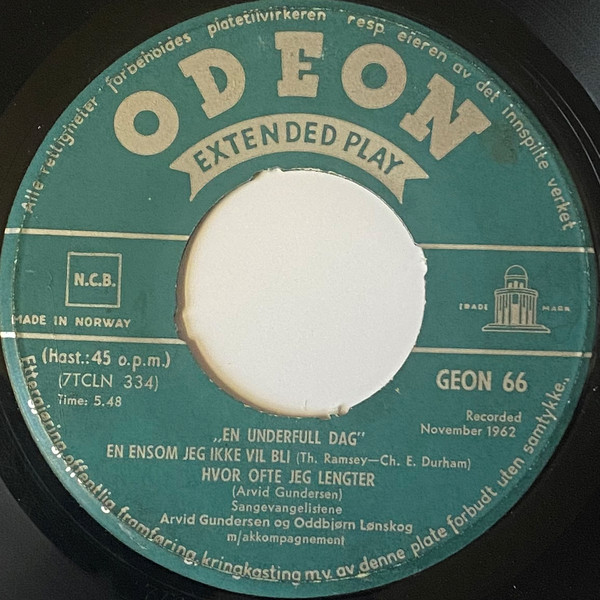 Alle rettigheter forbeholdes platetilvirkeren resp. eieren av det innspilte verket
ODEON
EXTENDED PLAY
N.C.B.
MADE IN NORWAY
TRADE MARK
(Hast.: 45 o.p.m.)
(7TCLN 334)
Time: 5.48
GEON 66
Recorded
November 1962
„EN UNDERFULL DAG”
EN ENSOM JEG IKKE VIL BLI (Th. Ramsey—Ch. E. Durham)
HVOR OFTE JEG LENGTER
(Arvid Gundersen)
Sangevangelistene
Arvid Gundersen og Oddbjørn Lønskog
m/akkompagnement
Ettergjøring, offentlig framføring, kringkasting m.v. av denne plate forbudt uten samtykke.